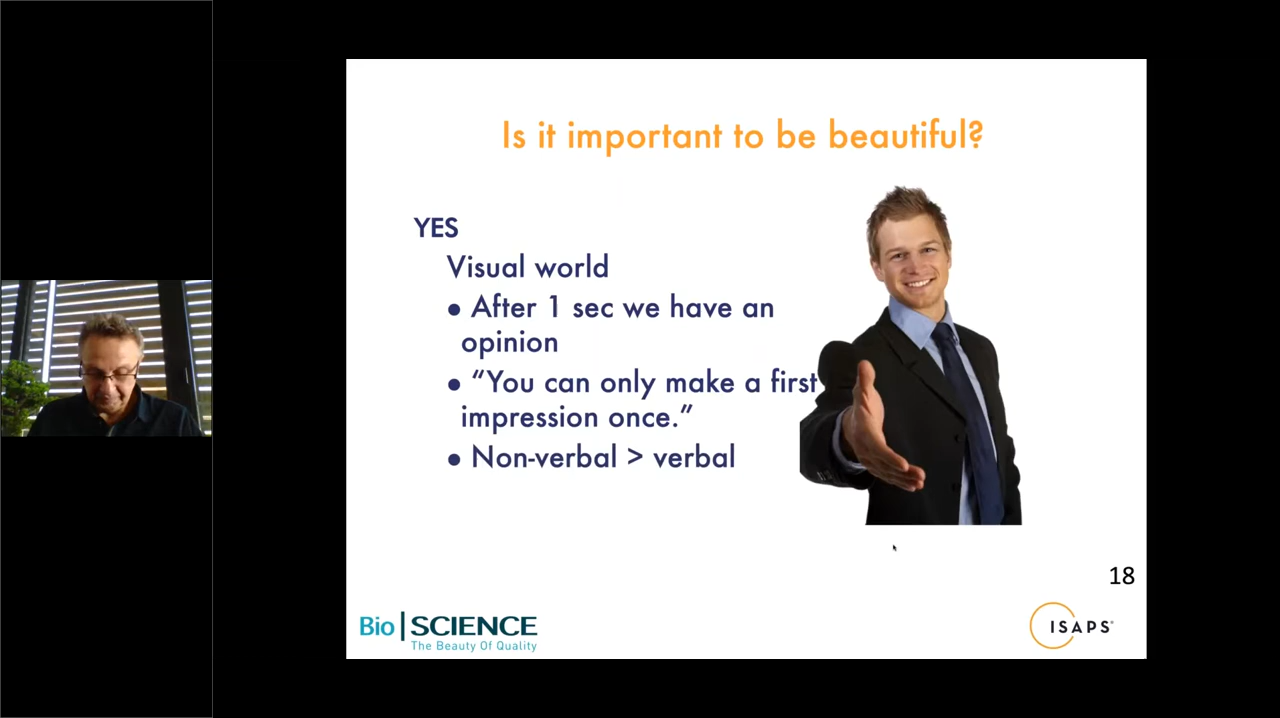 Is it important to be beautiful?
YES
Visual world
• After 1 sec we have an
opinion
• “You can only make a first
impression once.”
• Non-verbal > verbal
18
Bio|SCIENCE
The Beauty Of Quality
ISAPS®